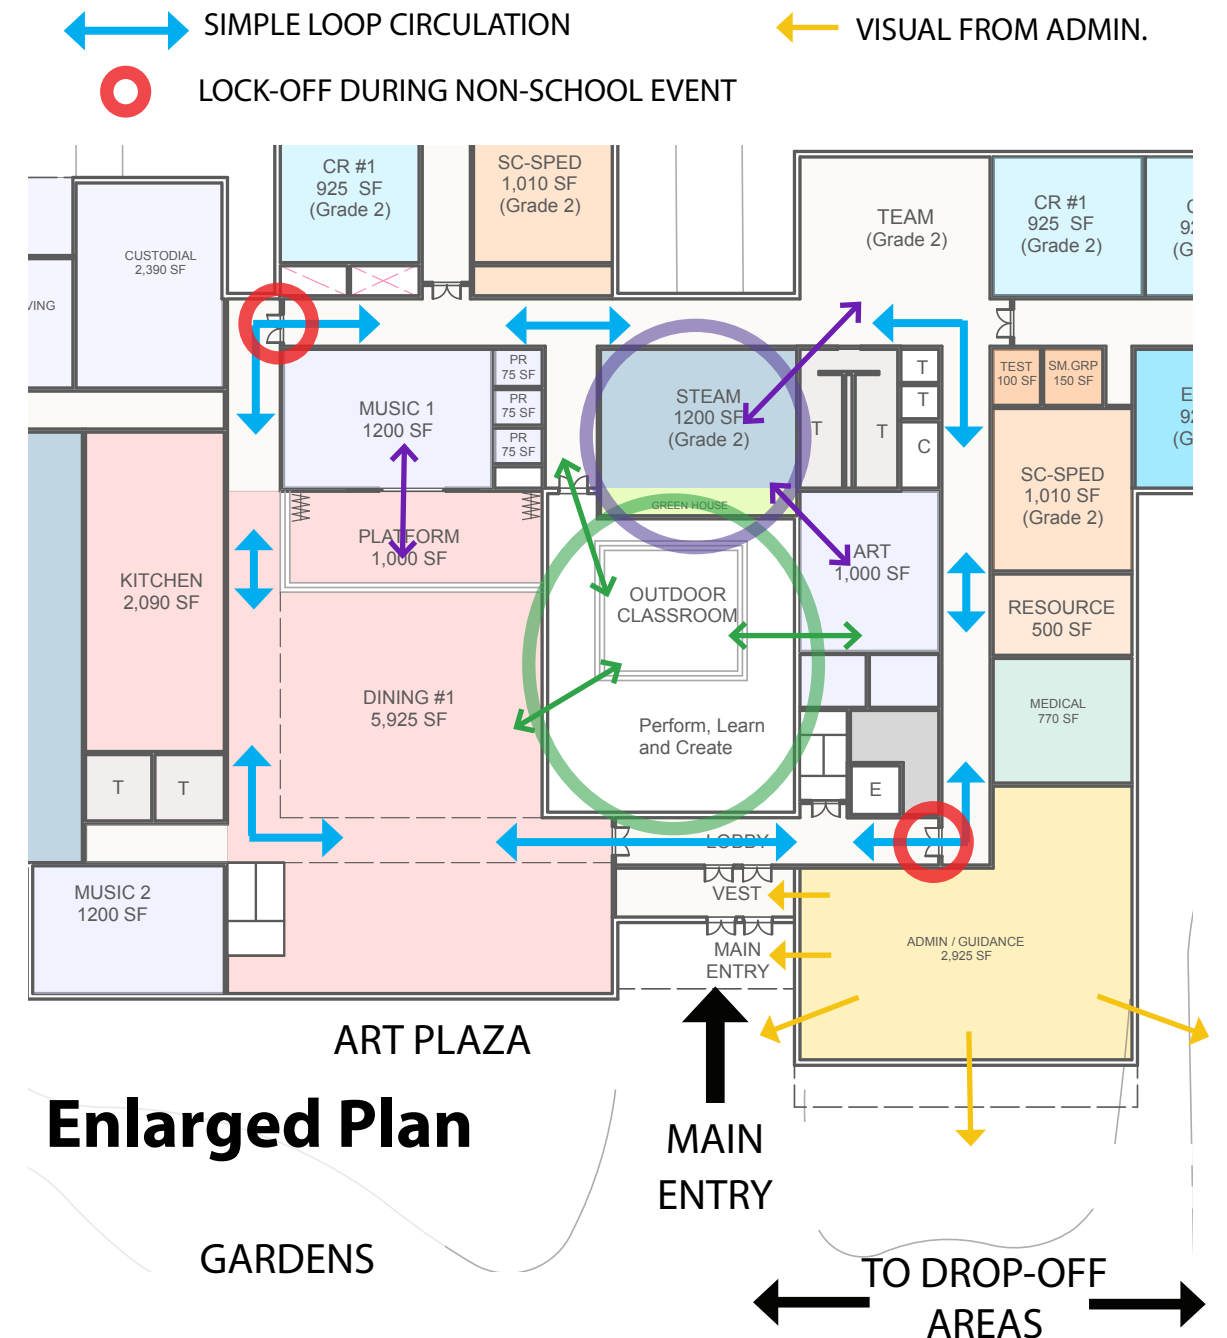 SIMPLE LOOP CIRCULATION
VISUAL FROM ADMIN.
LOCK-OFF DURING NON-SCHOOL EVENT
CR #1
925 SF
(Grade 2)
SC-SPED
1,010 SF
(Grade 2)
TEAM
(Grade 2)
CR #1
925 SF
(Grade 2)
CUSTODIAL
2,390 SF
MUSIC 1
1200 SF
PR
75 SF
PR
75 SF
PR
75 SF
STEAM
1200 SF
(Grade 2)
GREEN HOUSE
T
T
T
T
C
TEST
100 SF
SM.GRP
150 SF
SC-SPED
1,010 SF
(Grade 2)
PLATFORM
1,000 SF
ART
1,000 SF
KITCHEN
2,090 SF
OUTDOOR
CLASSROOM
RESOURCE
500 SF
DINING #1
5,925 SF
Perform, Learn
and Create
MEDICAL
770 SF
T
T
E
LOBBY
MUSIC 2
1200 SF
VEST
MAIN
ENTRY
ADMIN / GUIDANCE
2,925 SF
ART PLAZA
Enlarged Plan
MAIN
ENTRY
GARDENS
TO DROP-OFF
AREAS